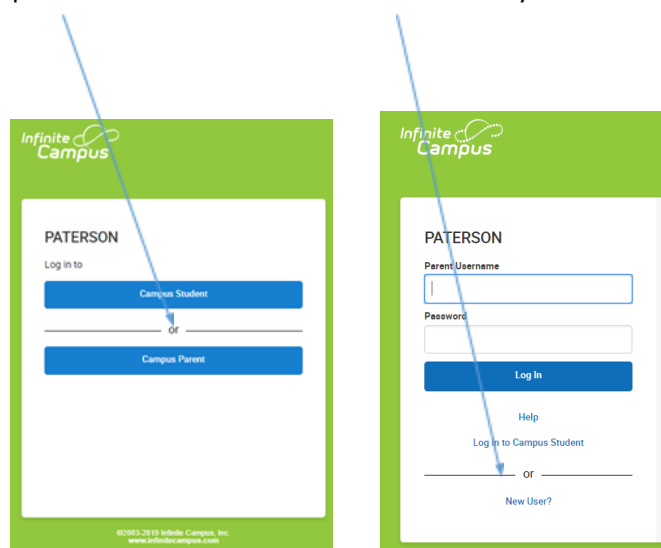 Infinite
Campus
PATERSON
Log in to
Campus Student
or
Campus Parent
©2003-2019 Infinite Campus, Inc.
www.infinitecampus.com
Infinite
Campus
PATERSON
Parent Username
Password
Log In
Help
Log in to Campus Student
or
New User?